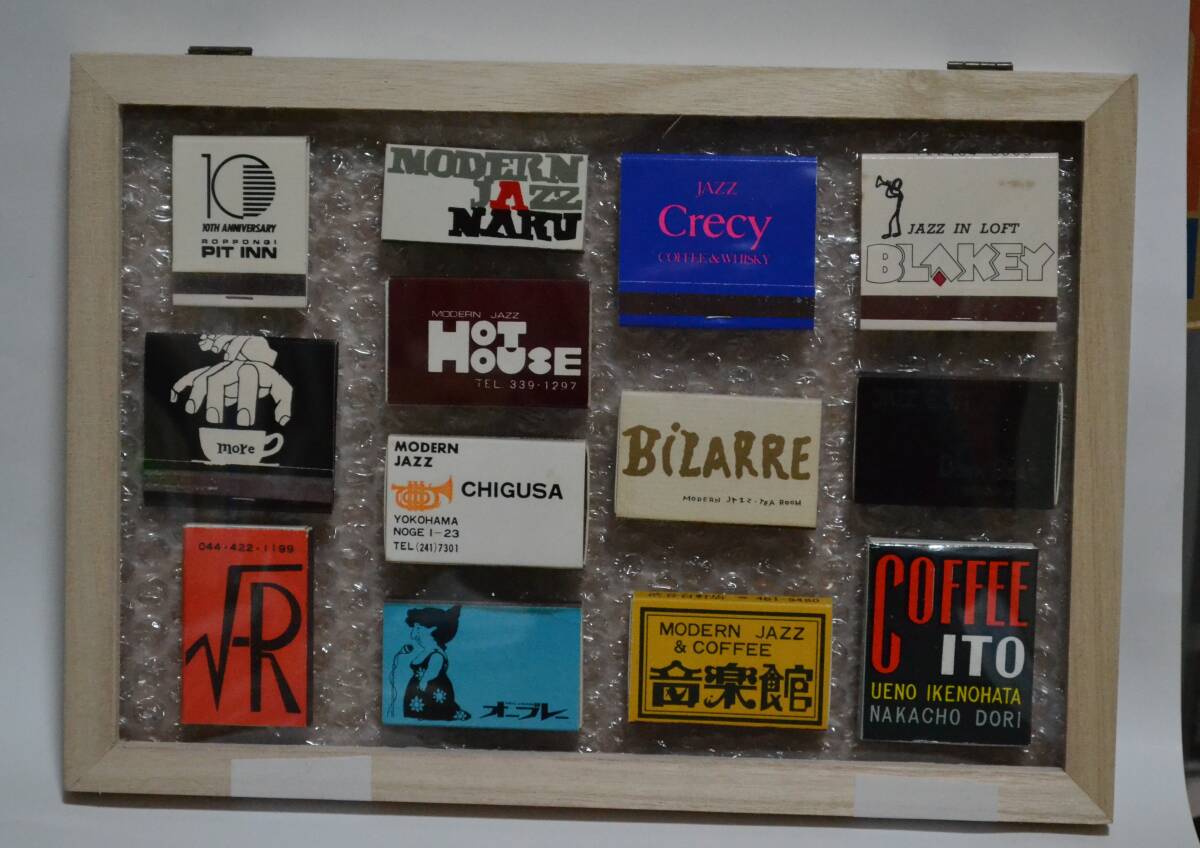 10
10TH ANNIVERSARY
ROPPONGI
PIT INN
MODERN
JAZZ
NARU
JAZZ
Crecy
COFFEE & WHISKY
JAZZ IN LOFT
BLAKEY
more
MODERN JAZZ
HOT
HOUSE
TEL 339-1297
MODERN
JAZZ
CHIGUSA
YOKOHAMA
NOGE 1-23
TEL (241) 7301
BiZARRE
MODERN JAZZ・TEA ROOM
044-422-1199
オーブレー
MODERN JAZZ
& COFFEE
音楽館
COFFEE
ITO
UENO IKENOHATA
NAKACHO DORI